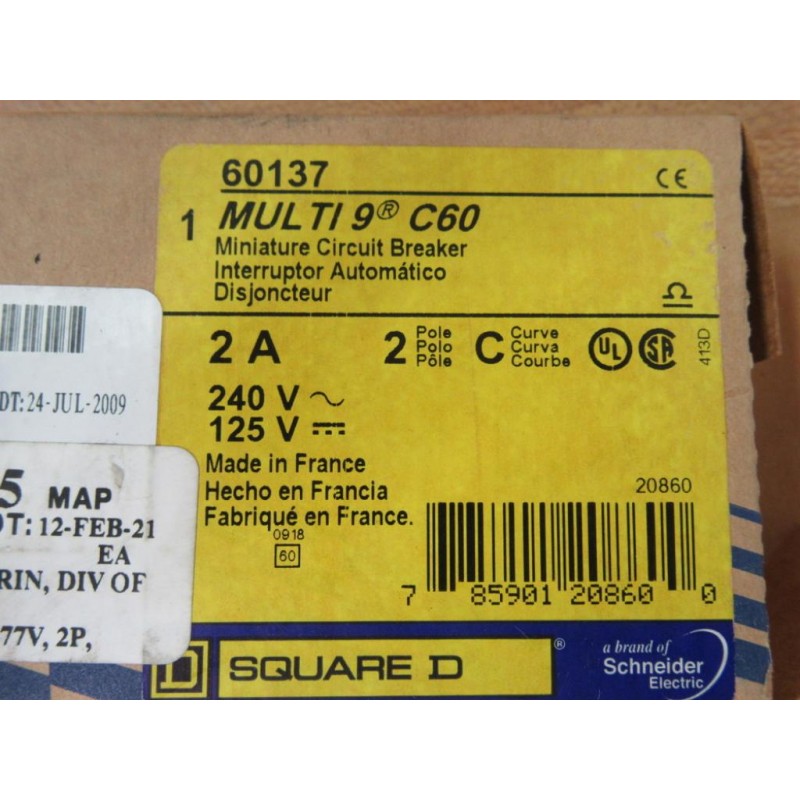 60137
CE
1 MULTI 9® C60
Miniature Circuit Breaker
Interruptor Automático
Disjoncteur
2 A
2 Pole
Polo
Pôle
C Curve
Curva
Courbe
UL
SA
413D
240 V ~
125 V
Made in France
Hecho en Francia
Fabriqué en France.
0918
60
20860
7 85901 20860 0
D SQUARE D ®
a brand of
Schneider
Electric
DT:24-JUL-2009
5 MAP
DT: 12-FEB-21
EA
RIN, DIV OF
77V, 2P,